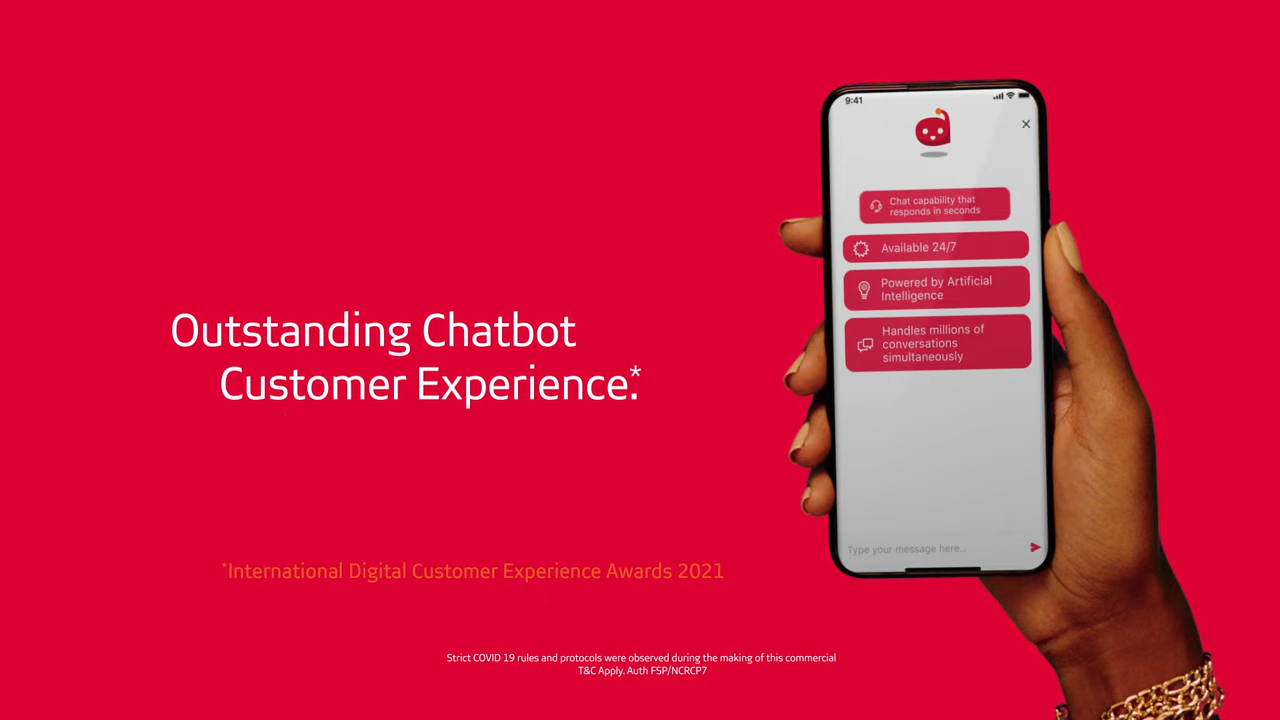 Outstanding Chatbot
Customer Experience.*
*International Digital Customer Experience Awards 2021
Strict COVID 19 rules and protocols were observed during the making of this commercial
T&C Apply. Auth FSP/NCRCP7
9:41
Chat capability that
responds in seconds
Available 24/7
Powered by Artificial
Intelligence
Handles millions of
conversations
simultaneously
Type your message here...